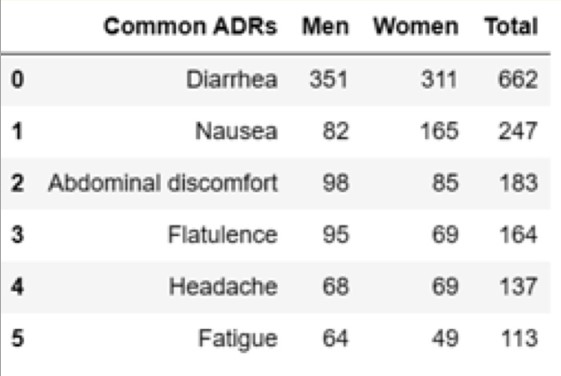 Common ADRs Men Women Total
0 Diarrhea 351 311 662
1 Nausea 82 165 247
2 Abdominal discomfort 98 85 183
3 Flatulence 95 69 164
4 Headache 68 69 137
5 Fatigue 64 49 113